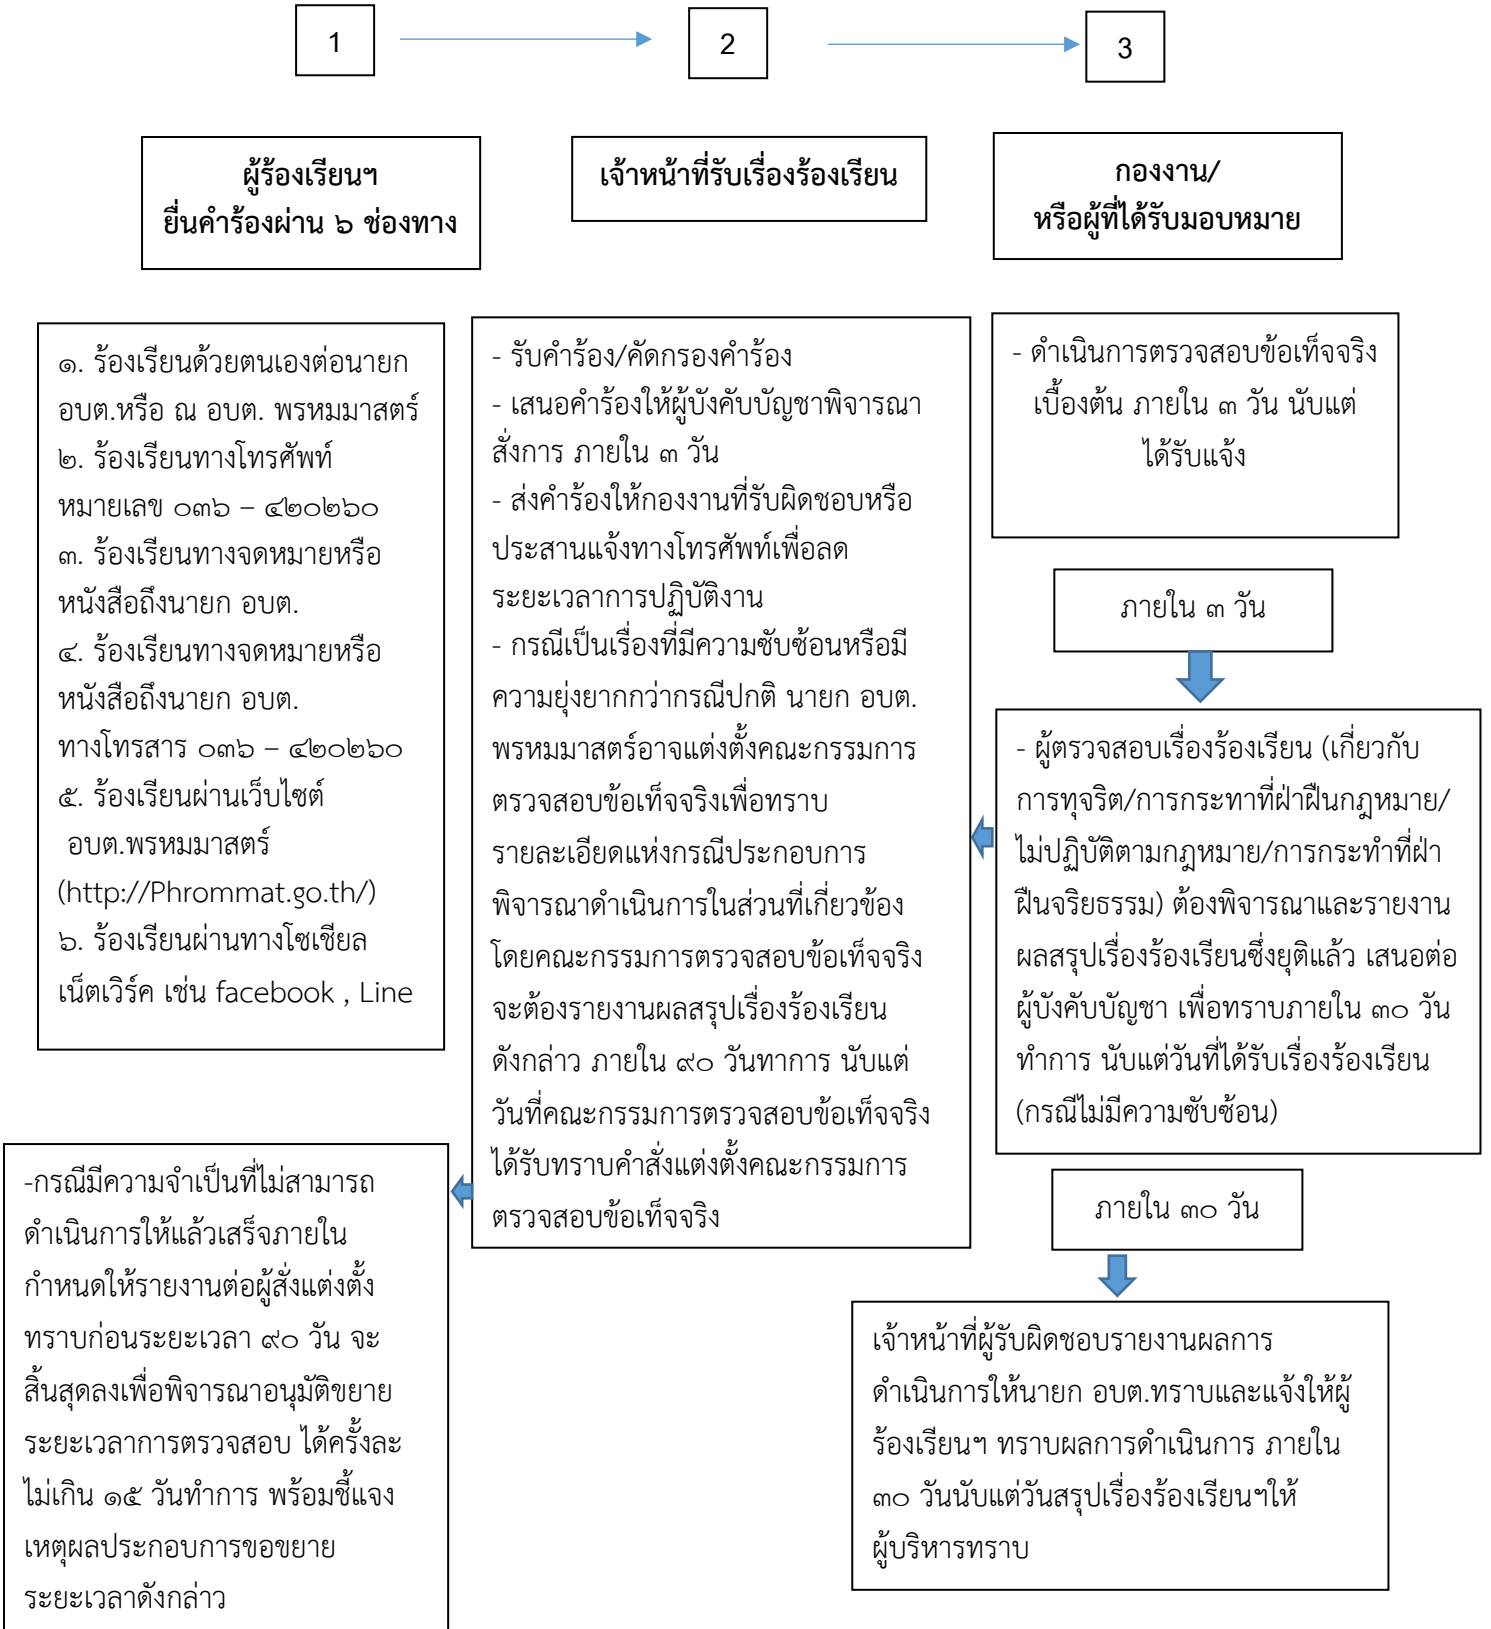 1
2
3
ผู้ร้องเรียนฯ
ยื่นคำร้องผ่าน ๖ ช่องทาง
เจ้าหน้าที่รับเรื่องร้องเรียน
กองงาน/
หรือผู้ที่ได้รับมอบหมาย
๑. ร้องเรียนด้วยตนเองต่อนายก
อบต.หรือ ณ อบต. พรหมมาสตร์
๒. ร้องเรียนทางโทรศัพท์
หมายเลข ๐๓๖ – ๔๒๐๒๖๐
๓. ร้องเรียนทางจดหมายหรือ
หนังสือถึงนายก อบต.
๔. ร้องเรียนทางจดหมายหรือ
หนังสือถึงนายก อบต.
ทางโทรสาร ๐๓๖ – ๔๒๐๒๖๐
๕. ร้องเรียนผ่านเว็บไซต์
อบต.พรหมมาสตร์
(http://Phrommat.go.th/)
๖. ร้องเรียนผ่านทางโซเชียล
เน็ตเวิร์ค เช่น facebook , Line
- รับคำร้อง/คัดกรองคำร้อง
- เสนอคำร้องให้ผู้บังคับบัญชาพิจารณา
สั่งการ ภายใน ๓ วัน
- ส่งคำร้องให้กองงานที่รับผิดชอบหรือ
ประสานแจ้งทางโทรศัพท์เพื่อลด
ระยะเวลาการปฏิบัติงาน
- กรณีเป็นเรื่องที่มีความซับซ้อนหรือมี
ความยุ่งยากกว่ากรณีปกติ นายก อบต.
พรหมมาสตร์อาจแต่งตั้งคณะกรรมการ
ตรวจสอบข้อเท็จจริงเพื่อทราบ
รายละเอียดแห่งกรณีประกอบการ
พิจารณาดำเนินการในส่วนที่เกี่ยวข้อง
โดยคณะกรรมการตรวจสอบข้อเท็จจริง
จะต้องรายงานผลสรุปเรื่องร้องเรียน
ดังกล่าว ภายใน ๙๐ วันทาการ นับแต่
วันที่คณะกรรมการตรวจสอบข้อเท็จจริง
ได้รับทราบคำสั่งแต่งตั้งคณะกรรมการ
ตรวจสอบข้อเท็จจริง
- ดำเนินการตรวจสอบข้อเท็จจริง
เบื้องต้น ภายใน ๓ วัน นับแต่
ได้รับแจ้ง
ภายใน ๓ วัน
- ผู้ตรวจสอบเรื่องร้องเรียน (เกี่ยวกับ
การทุจริต/การกระทาที่ฝ่าฝืนกฎหมาย/
ไม่ปฏิบัติตามกฎหมาย/การกระทำที่ฝ่า
ฝืนจริยธรรม) ต้องพิจารณาและรายงาน
ผลสรุปเรื่องร้องเรียนซึ่งยุติแล้ว เสนอต่อ
ผู้บังคับบัญชา เพื่อทราบภายใน ๓๐ วัน
ทำการ นับแต่วันที่ได้รับเรื่องร้องเรียน
(กรณีไม่มีความซับซ้อน)
ภายใน ๓๐ วัน
เจ้าหน้าที่ผู้รับผิดชอบรายงานผลการ
ดำเนินการให้นายก อบต.ทราบและแจ้งให้ผู้
ร้องเรียนฯ ทราบผลการดำเนินการ ภายใน
๓๐ วันนับแต่วันสรุปเรื่องร้องเรียนฯให้
ผู้บริหารทราบ
-กรณีมีความจำเป็นที่ไม่สามารถ
ดำเนินการให้แล้วเสร็จภายใน
กำหนดให้รายงานต่อผู้สั่งแต่งตั้ง
ทราบก่อนระยะเวลา ๙๐ วัน จะ
สิ้นสุดลงเพื่อพิจารณาอนุมัติขยาย
ระยะเวลาการตรวจสอบ ได้ครั้งละ
ไม่เกิน ๑๕ วันทำการ พร้อมชี้แจง
เหตุผลประกอบการขอขยาย
ระยะเวลาดังกล่าว